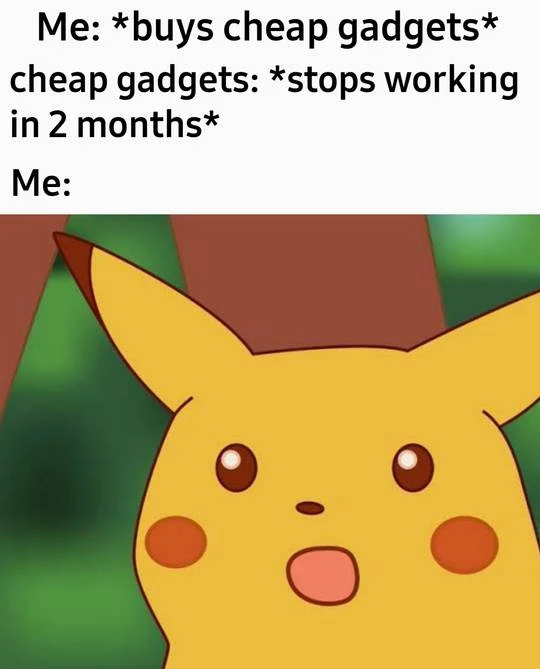 Me: *buys cheap gadgets*
cheap gadgets: *stops working
in 2 months*
Me: